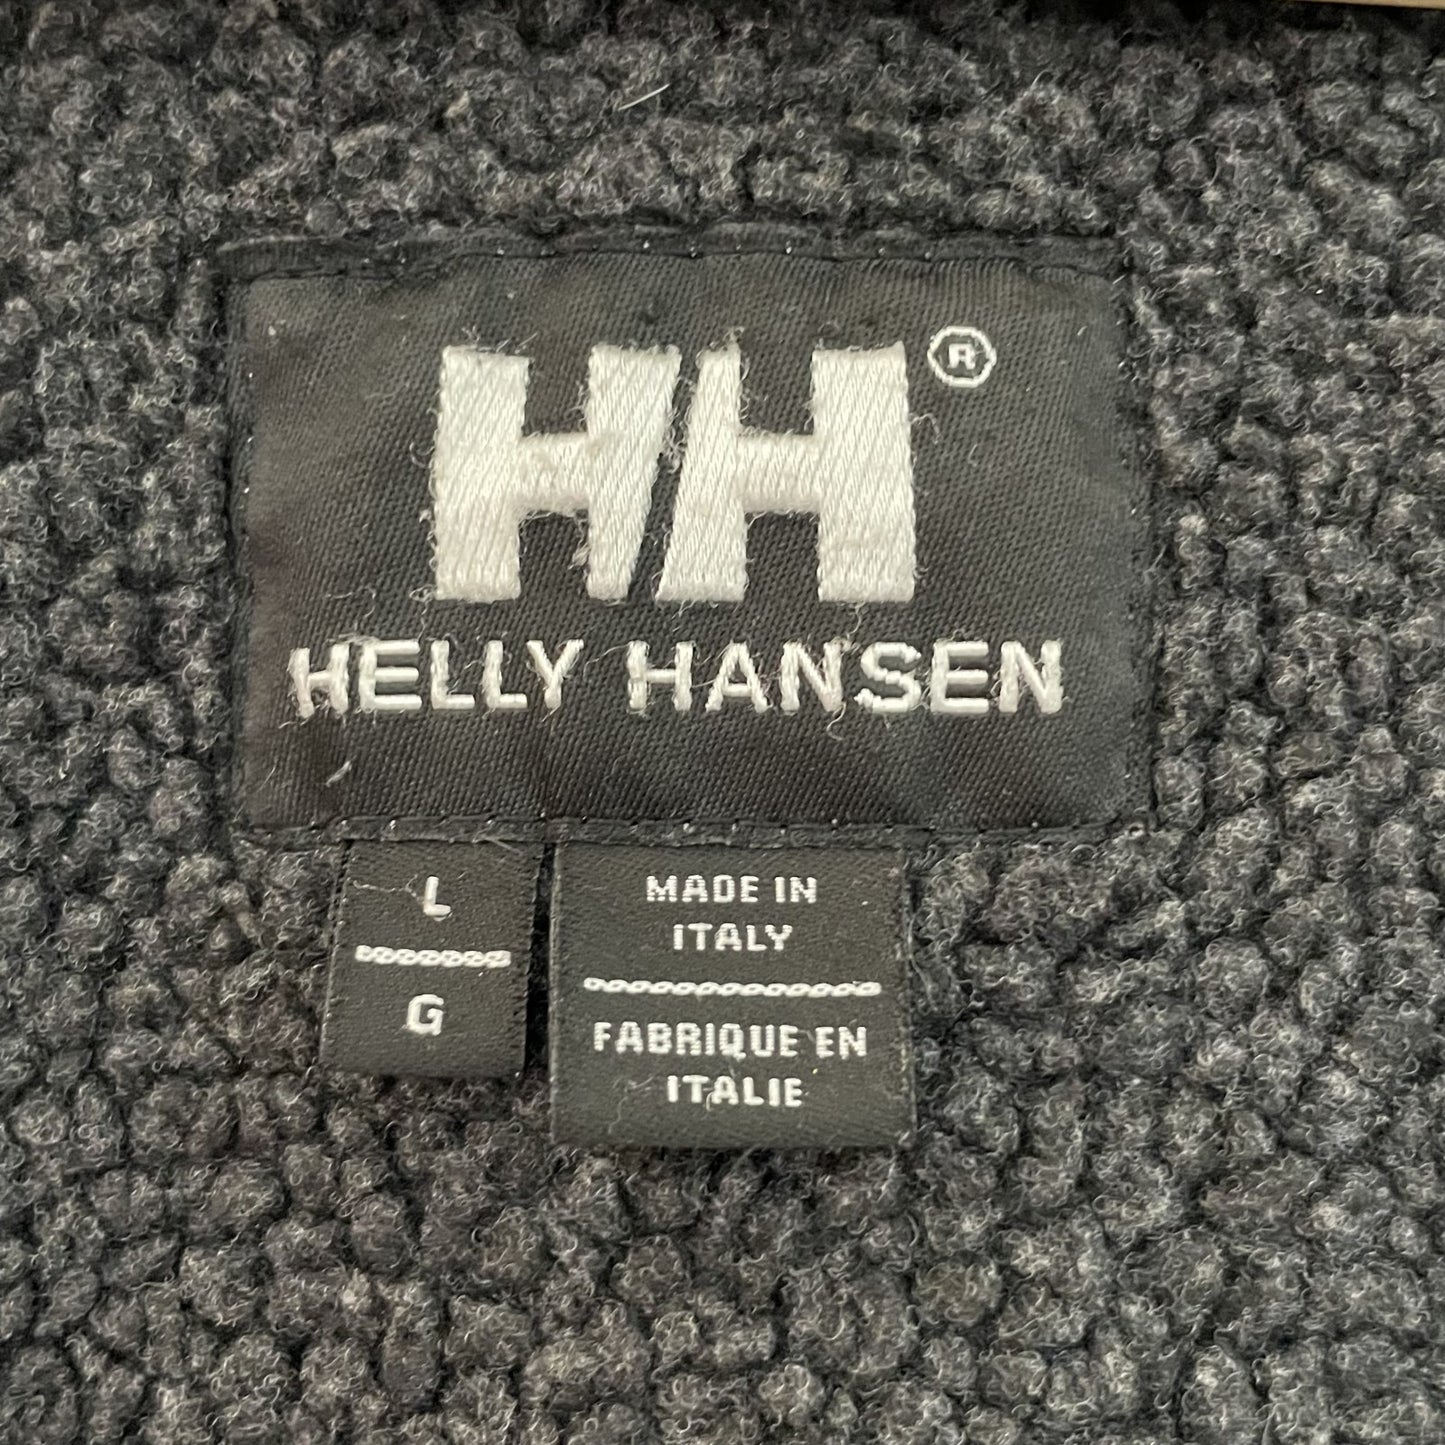 HH®
HELLY HANSEN
L
G
MADE IN
ITALY
FABRIQUE EN
ITALIE